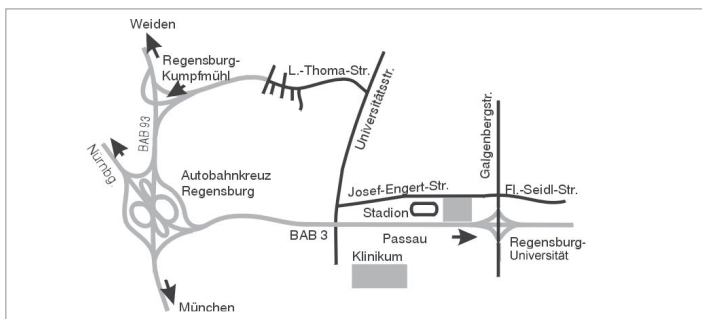 Weiden
Regensburg-
Kumpfmühl
L.-Thoma-Str.
Universitätsstr.
Galgenbergstr.
BAB 93
Nürnbg.
Autobahnkreuz
Regensburg
Josef-Engert-Str.
Fl.-Seidl-Str.
Stadion
BAB 3
Passau
Regensburg-
Universität
Klinikum
München